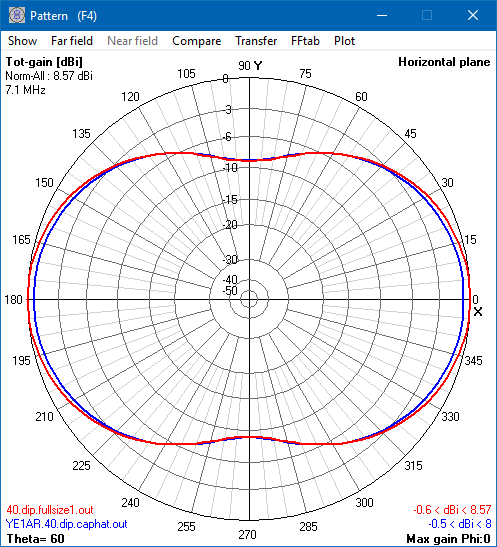 Pattern (F4)
Show Far field Near field Compare Transfer FFtab Plot
Tot-gain [dBi]
Horizontal plane
Norm-All : 8.57 dBi
7.1 MHz
90 Y
105
75
120
60
135
45
150
30
165
15
180
0
X
195
345
210
330
225
315
240
300
255
270
285
0
-3
-6
-10
-15
-20
-30
-40
-50
40.dip.fullsize1.out
-0.6 < dBi < 8.57
YE1AR.40.dip.caphat.out
-0.5 < dBi < 8
Theta= 60
Max gain Phi:0